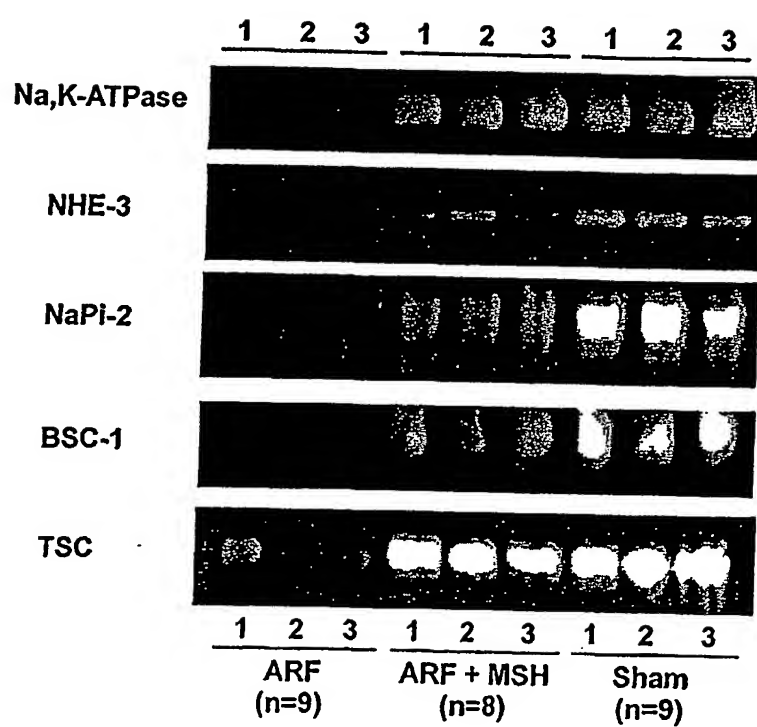 1 2 3 1 2 3 1 2 3
Na,K-ATPase
NHE-3
NaPi-2
BSC-1
TSC
1 2 3 1 2 3 1 2 3
ARF ARF + MSH Sham
(n=9) (n=8) (n=9)